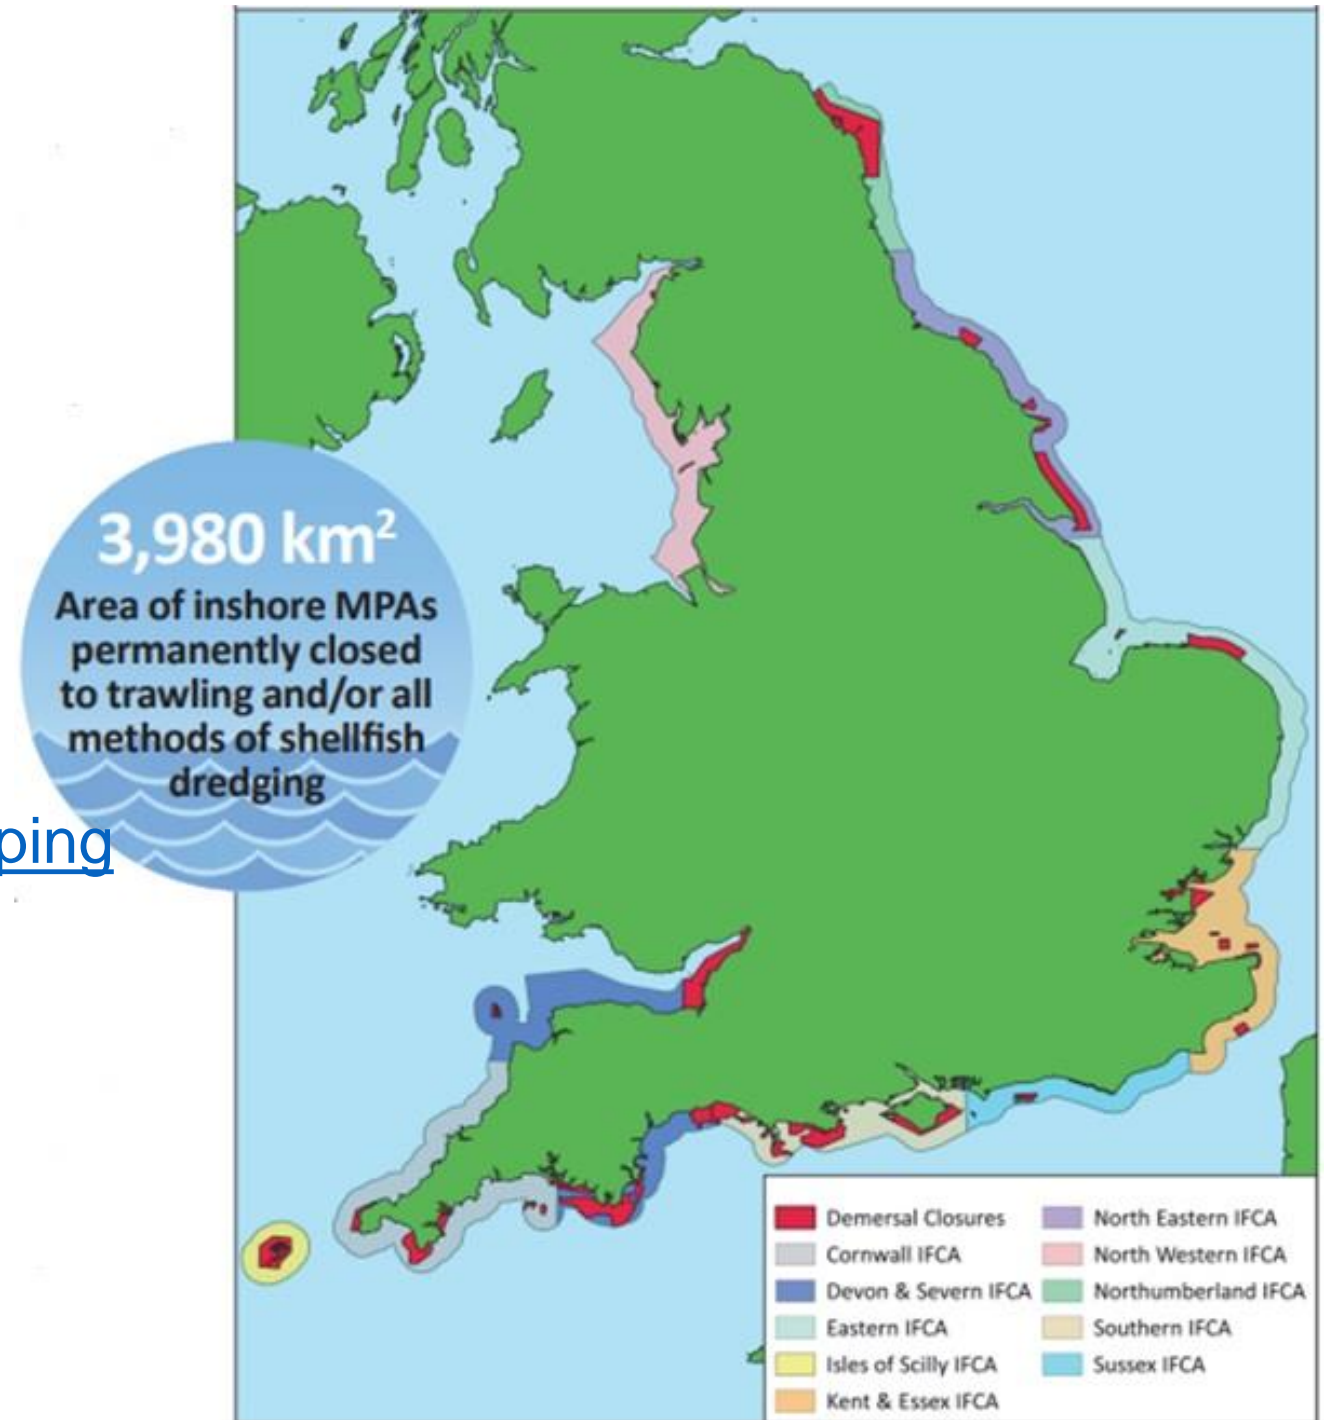 3,980 km²
Area of inshore MPAs
permanently closed
to trawling and/or all
methods of shellfish
dredging
ping
Demersal Closures
Cornwall IFCA
Devon & Severn IFCA
Eastern IFCA
Isles of Scilly IFCA
Kent & Essex IFCA
North Eastern IFCA
North Western IFCA
Northumberland IFCA
Southern IFCA
Sussex IFCA